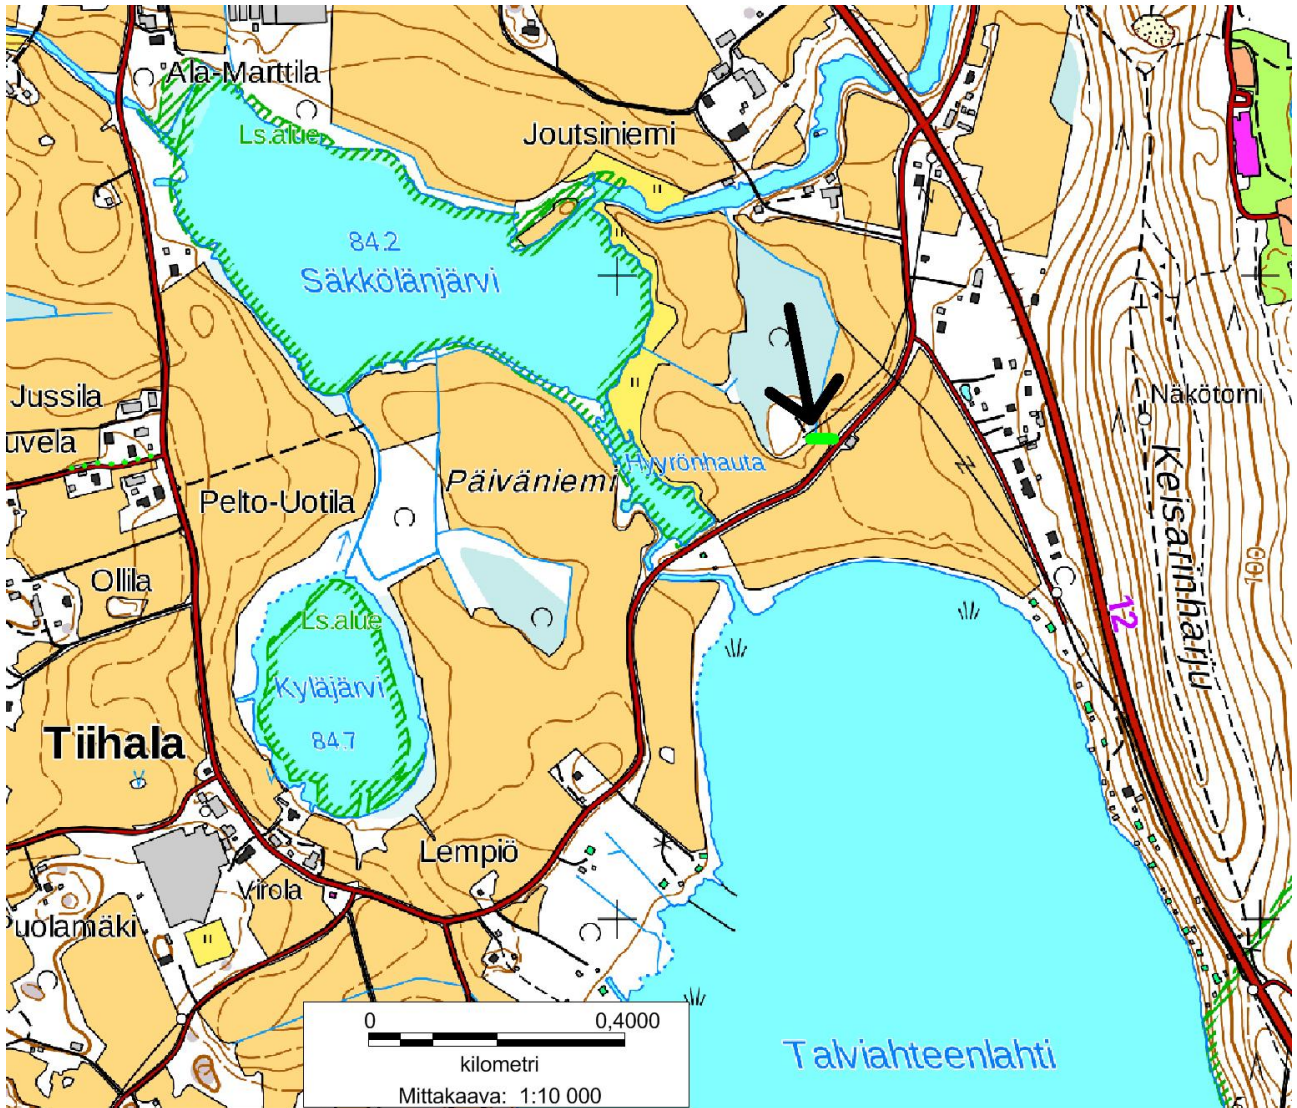 Ala-Marttila
Ls.alue
Joutsiniemi
84.2
Säkkölänjärvi
Jussila
uvela
Näkötorni
Hyyrönhauta
Päiväniemi
Pelto-Uotila
Keisarinharju
100
Ollila
Ls.alue
12
Kyläjärvi
84.7
Tiihala
Lempiö
Virola
Puolamäki
0 0,4000
kilometri
Mittakaava: 1:10 000
Talviahteenlahti